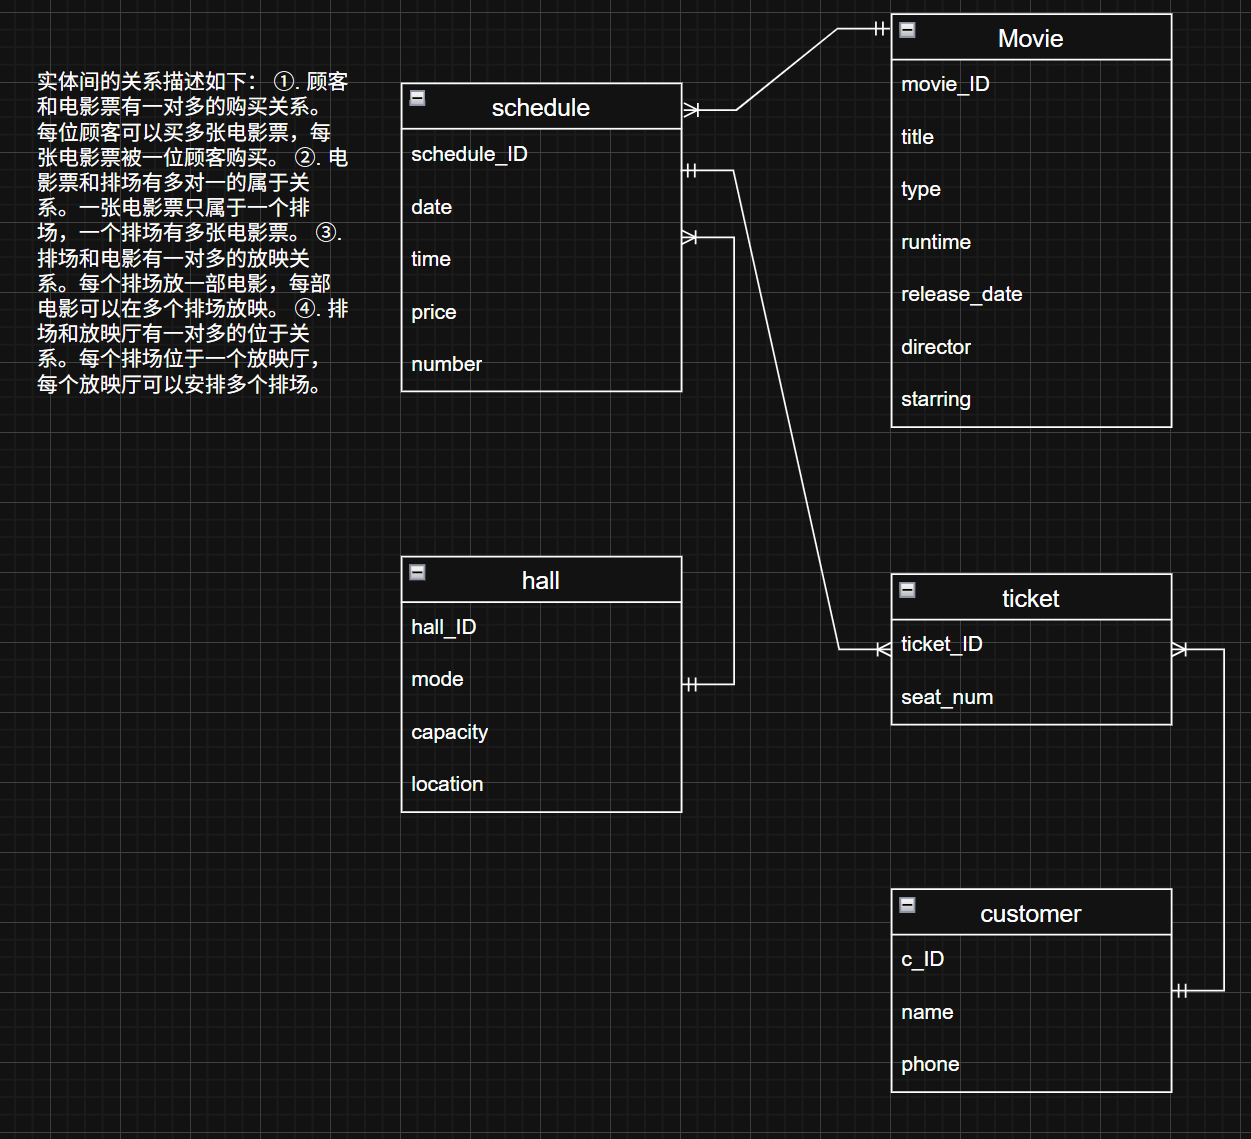 实体间的关系描述如下： ①. 顾客
和电影票有一对多的购买关系。
每位顾客可以买多张电影票，每
张电影票被一位顾客购买。 ②. 电
影票和排场有多对一的属于关
系。一张电影票只属于一个排
场，一个排场有多张电影票。 ③.
排场和电影有一对多的放映关
系。每个排场放一部电影，每部
电影可以在多个排场放映。 ④. 排
场和放映厅有一对多的位于关
系。每个排场位于一个放映厅，
每个放映厅可以安排多个排场。
schedule
schedule_ID
date
time
price
number
Movie
movie_ID
title
type
runtime
release_date
director
starring
hall
hall_ID
mode
capacity
location
ticket
ticket_ID
seat_num
customer
c_ID
name
phone